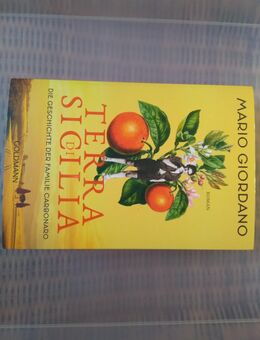 MARIO GIORDANO
ROMAN
TERRA
DI
SICILIA
DIE GESCHICHTE DER FAMILIE CARBONARO
GOLDMANN